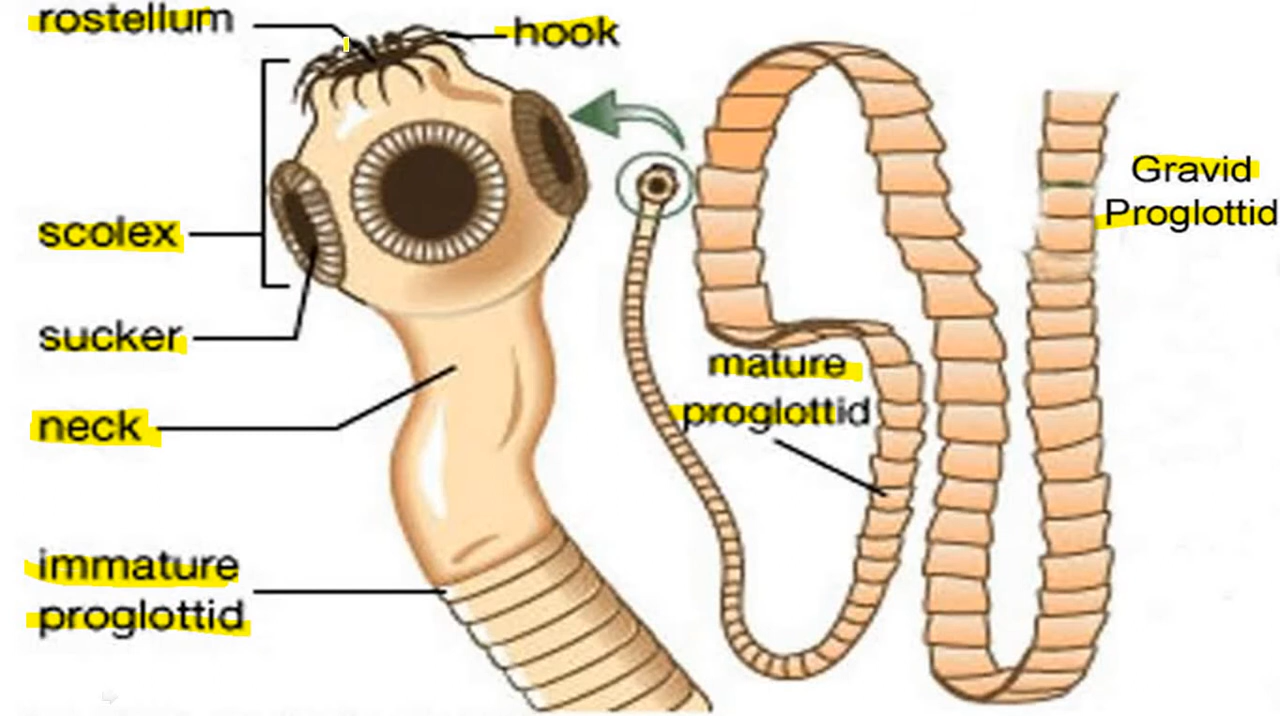 rostellum
hook
scolex
sucker
neck
immature
proglottid
mature
proglottid
Gravid
Proglottid